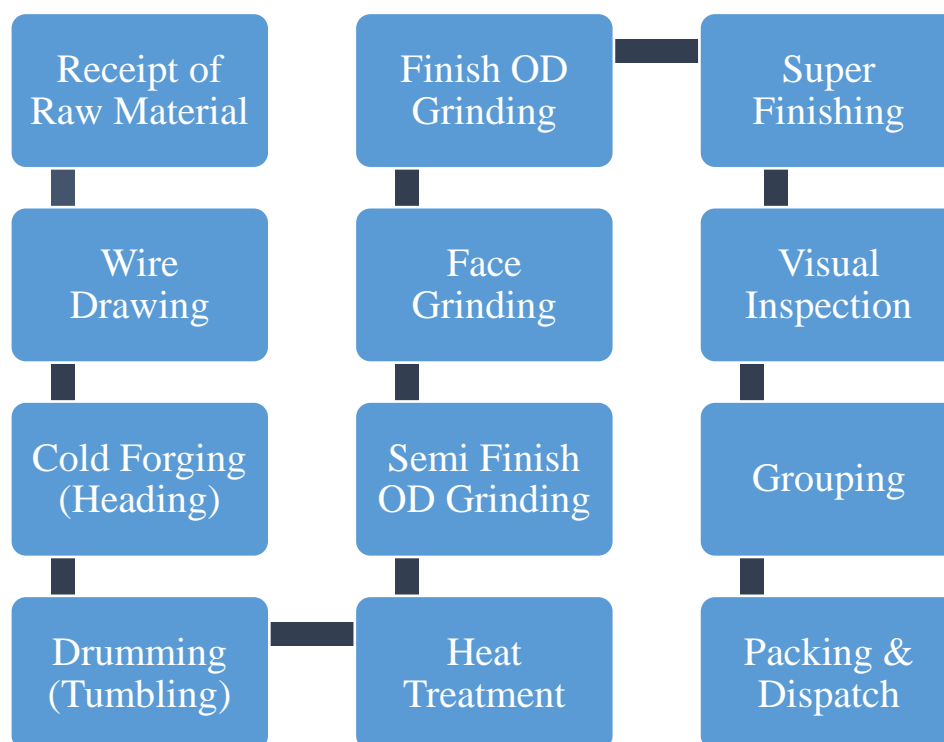 Receipt of
Raw Material
Wire
Drawing
Cold Forging
(Heading)
Drumming
(Tumbling)
Heat
Treatment
Semi Finish
OD Grinding
Face
Grinding
Finish OD
Grinding
Super
Finishing
Visual
Inspection
Grouping
Packing &
Dispatch